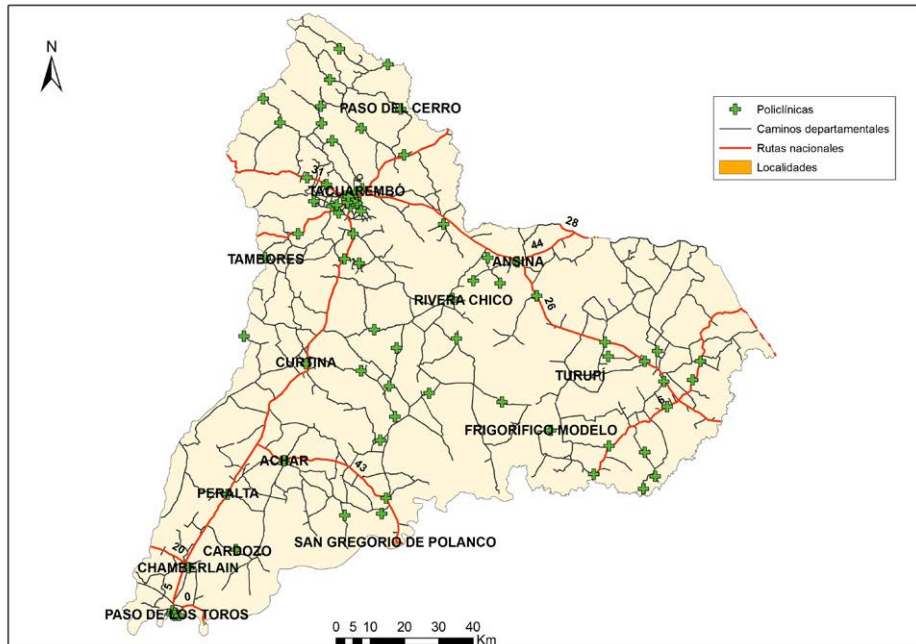 N
Policlínicas
Caminos departamentales
Rutas nacionales
Localidades
PASO DEL CERRO
31
TACUAREMBÓ
28
44
TAMBORES
ANSINA
RIVERA CHICO
26
CURTINA
TURUPÍ
6
FRIGORÍFICO MODELO
ACHAR
43
PERALTA
SAN GREGORIO DE POLANCO
20
CARDOZO
CHAMBERLAIN
5
0
PASO DE LOS TOROS
0 5 10 20 30 40
Km